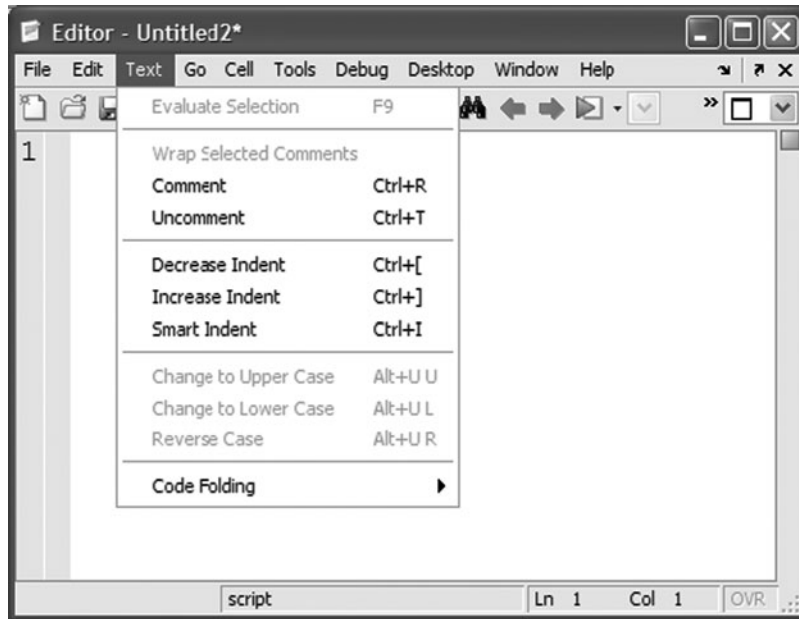 Editor - Untitled2*
File Edit Text Go Cell Tools Debug Desktop Window Help
»
1
Evaluate Selection F9
Wrap Selected Comments
Comment Ctrl+R
Uncomment Ctrl+T
Decrease Indent Ctrl+[
Increase Indent Ctrl+]
Smart Indent Ctrl+I
Change to Upper Case Alt+U U
Change to Lower Case Alt+U L
Reverse Case Alt+U R
Code Folding
script Ln 1 Col 1 OVR